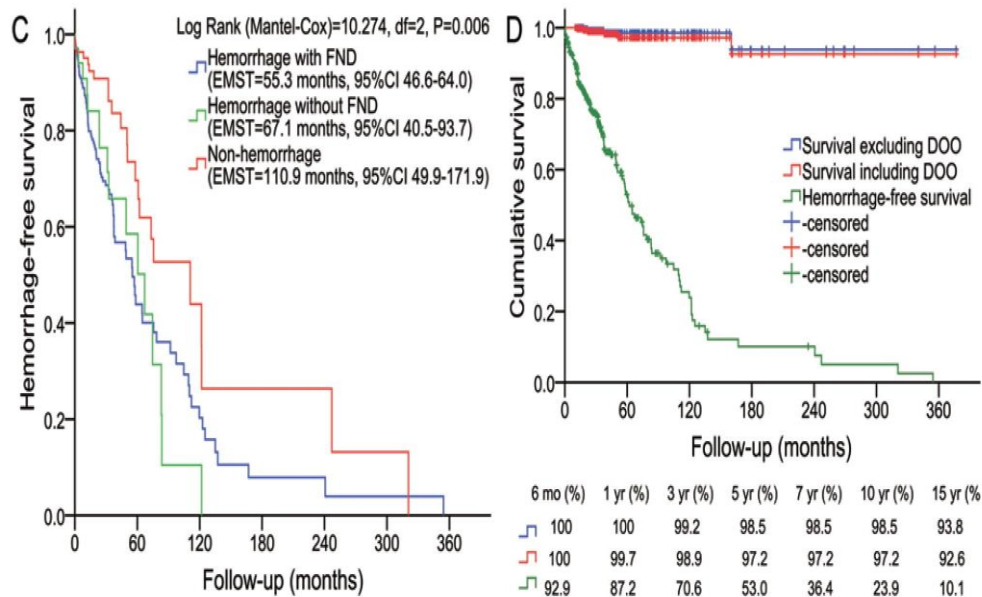 C
Log Rank (Mantel-Cox)=10.274, df=2, P=0.006
Hemorrhage with FND
(EMST=55.3 months, 95%CI 46.6-64.0)
Hemorrhage without FND
(EMST=67.1 months, 95%CI 40.5-93.7)
Non-hemorrhage
(EMST=110.9 months, 95%CI 49.9-171.9)
Hemorrhage-free survival
1.0
0.8
0.6
0.4
0.2
0.0
0 60 120 180 240 300 360
Follow-up (months)
D
Cumulative survival
1.0
0.8
0.6
0.4
0.2
0.0
Survival excluding DOO
Survival including DOO
Hemorrhage-free survival
-censored
-censored
-censored
0 60 120 240 300 360
Follow-up (months)
6 mo (%) 1 yr (%) 3 yr (%) 5 yr (%) 7 yr (%) 10 yr (%) 15 yr (%)
100 100 99.2 98.5 98.5 98.5 93.8
100 99.7 98.9 97.2 97.2 97.2 92.6
92.9 87.2 70.6 53.0 36.4 23.9 10.1